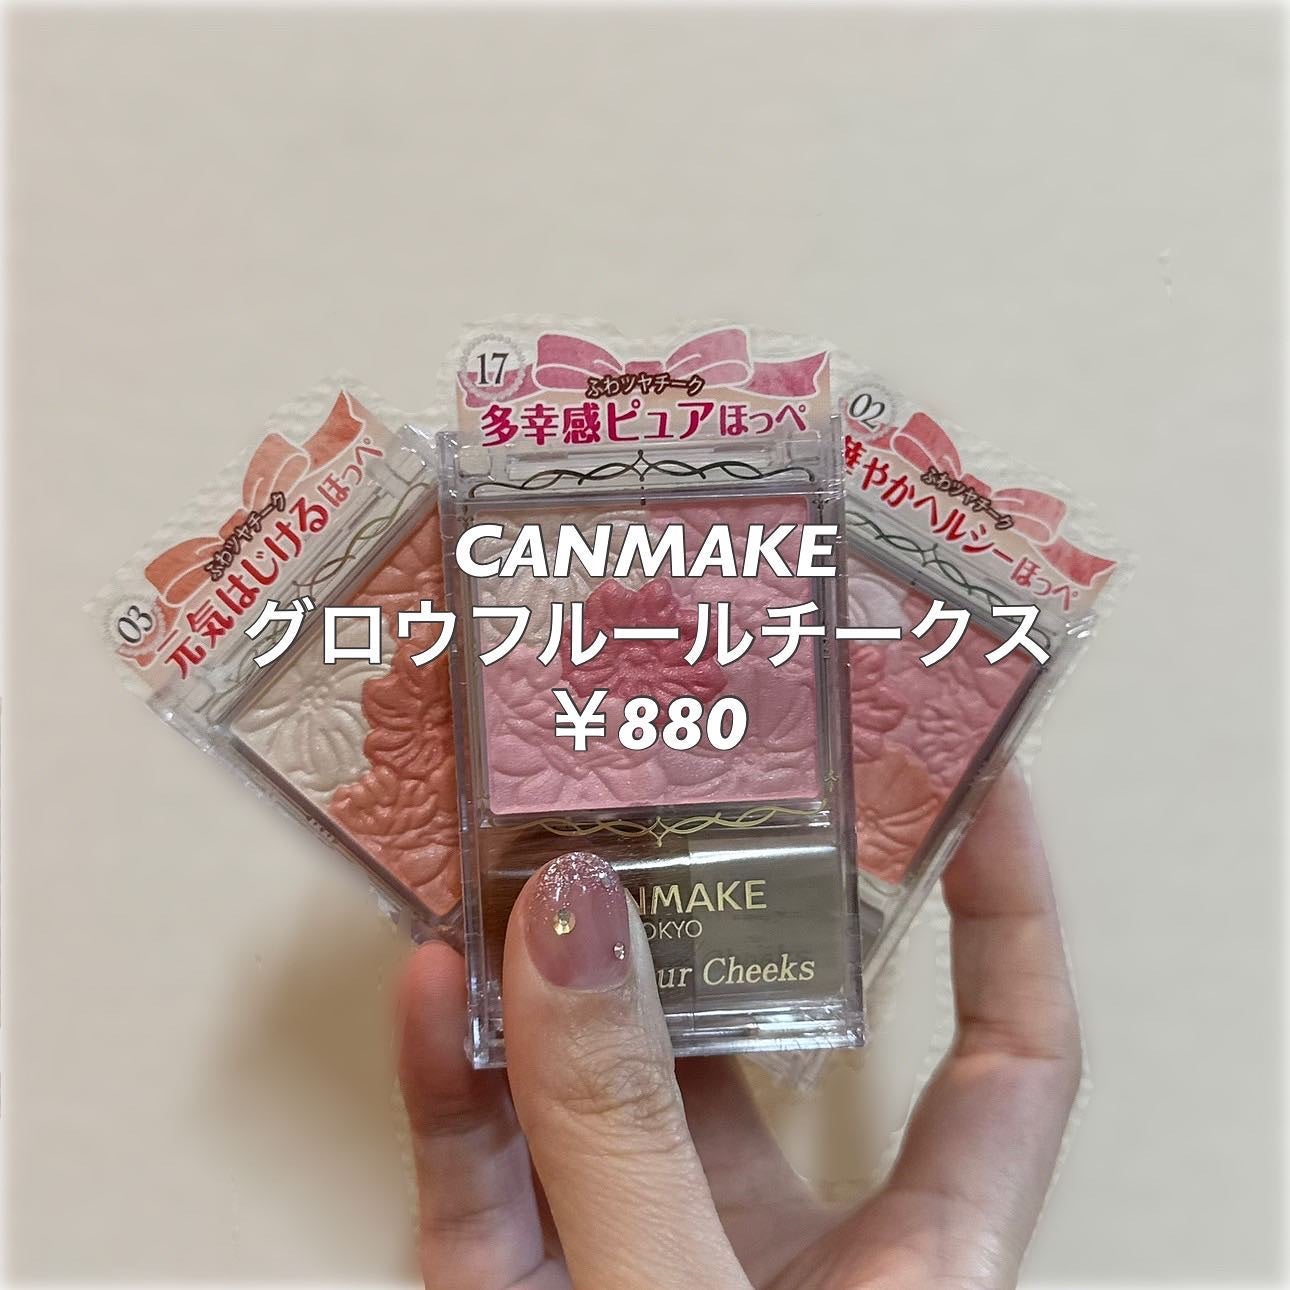 17
ふわツヤチーク
多幸感ピュアほっぺ
03
ふわツヤチーク
元気はじけるほっぺ
02
ふわツヤチーク
華やかヘルシーほっぺ
CANMAKE
グロウフルールチークス
￥880
NMAKE
OKYO
ur Cheeks